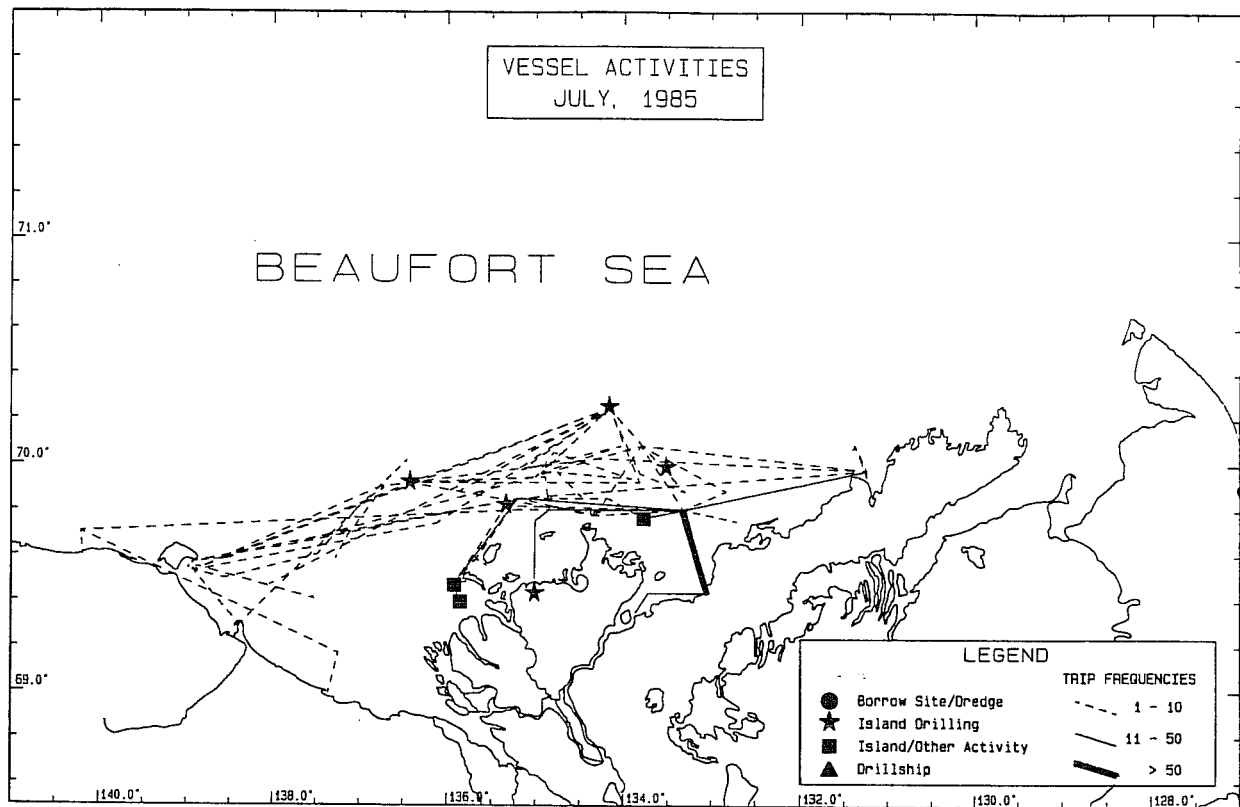 VESSEL ACTIVITIES
JULY, 1985
71.0°
BEAUFORT SEA
70.0°
69.0°
LEGEND
TRIP FREQUENCIES
Borrow Site/Dredge
1 - 10
Island Drilling
11 - 50
Island/Other Activity
> 50
Drillship
140.0° 138.0° 136.0° 134.0° 132.0° 130.0° 128.0°